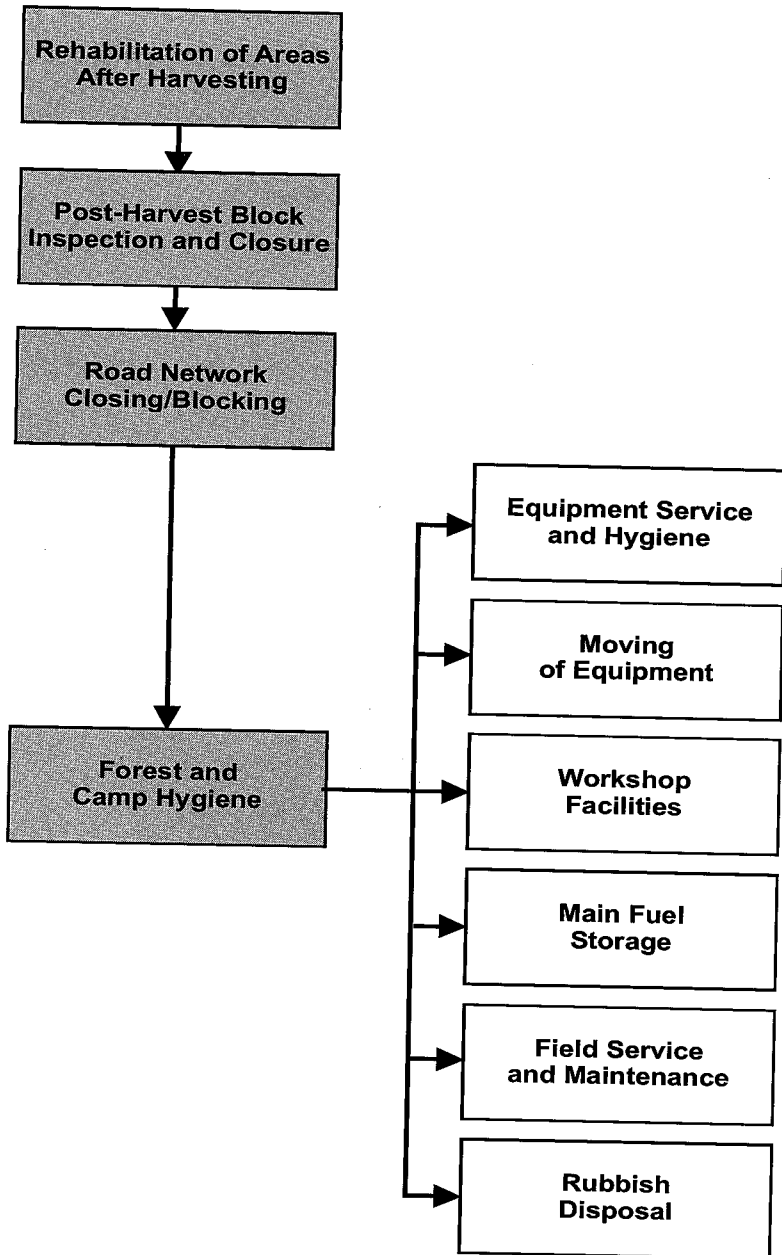 Rehabilitation of Areas
After Harvesting
Post-Harvest Block
Inspection and Closure
Road Network
Closing/Blocking
Forest and
Camp Hygiene
Equipment Service
and Hygiene
Moving
of Equipment
Workshop
Facilities
Main Fuel
Storage
Field Service
and Maintenance
Rubbish
Disposal